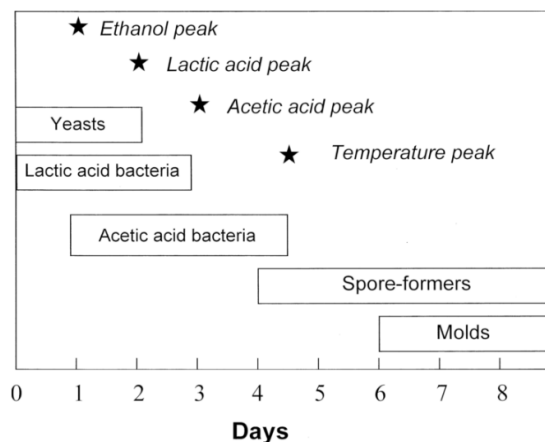 Ethanol peak
Lactic acid peak
Acetic acid peak
Yeasts
Temperature peak
Lactic acid bacteria
Acetic acid bacteria
Spore-formers
Molds
0 1 2 3 4 5 6 7 8
Days